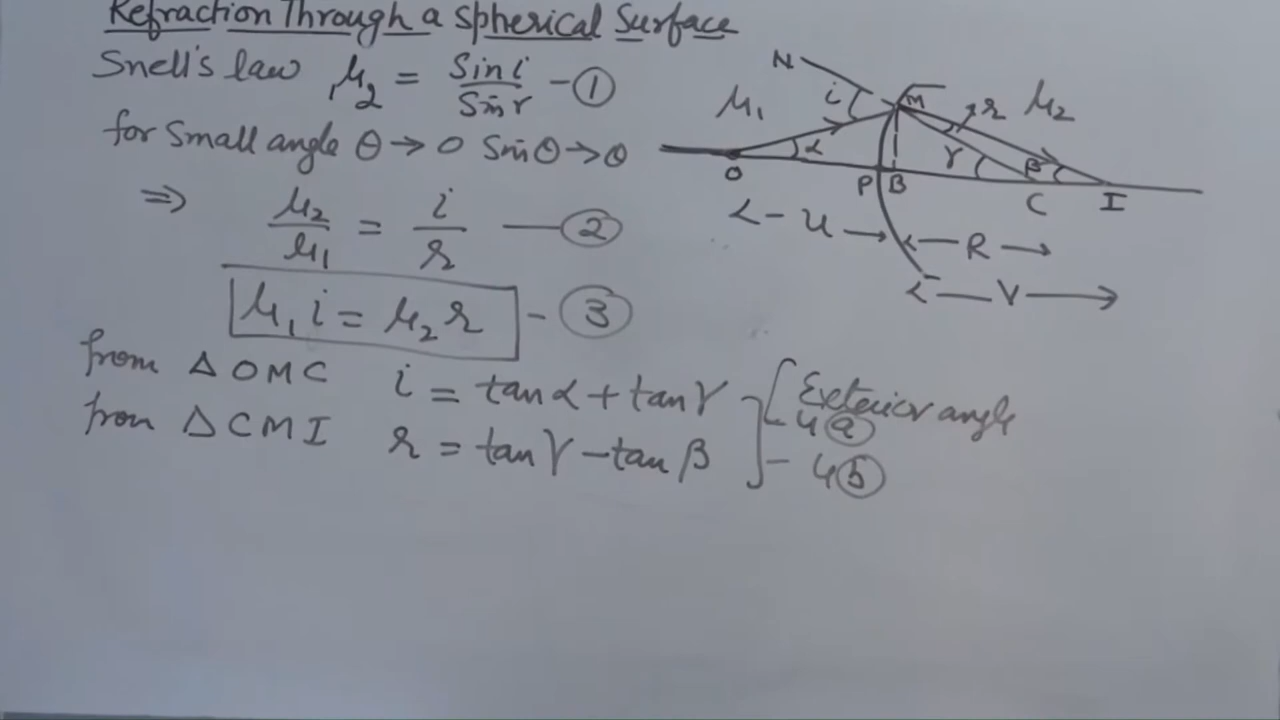 Refraction Through a Spherical Surface
Snell's law ₁μ₂ = Sin i / Sin r - ①
for Small angle θ → 0 Sinθ → θ
⇒ μ₂ / μ₁ = i / r — ②
μ₁ i = μ₂ r - ③
from Δ OMC i = tan α + tan γ [Exterior angle 4ⓐ
from Δ CMI r = tan γ - tan β - 4ⓑ
N
i M r
μ₁ μ₂
α γ β
O P B C I
< - u → ← R →
< — V →